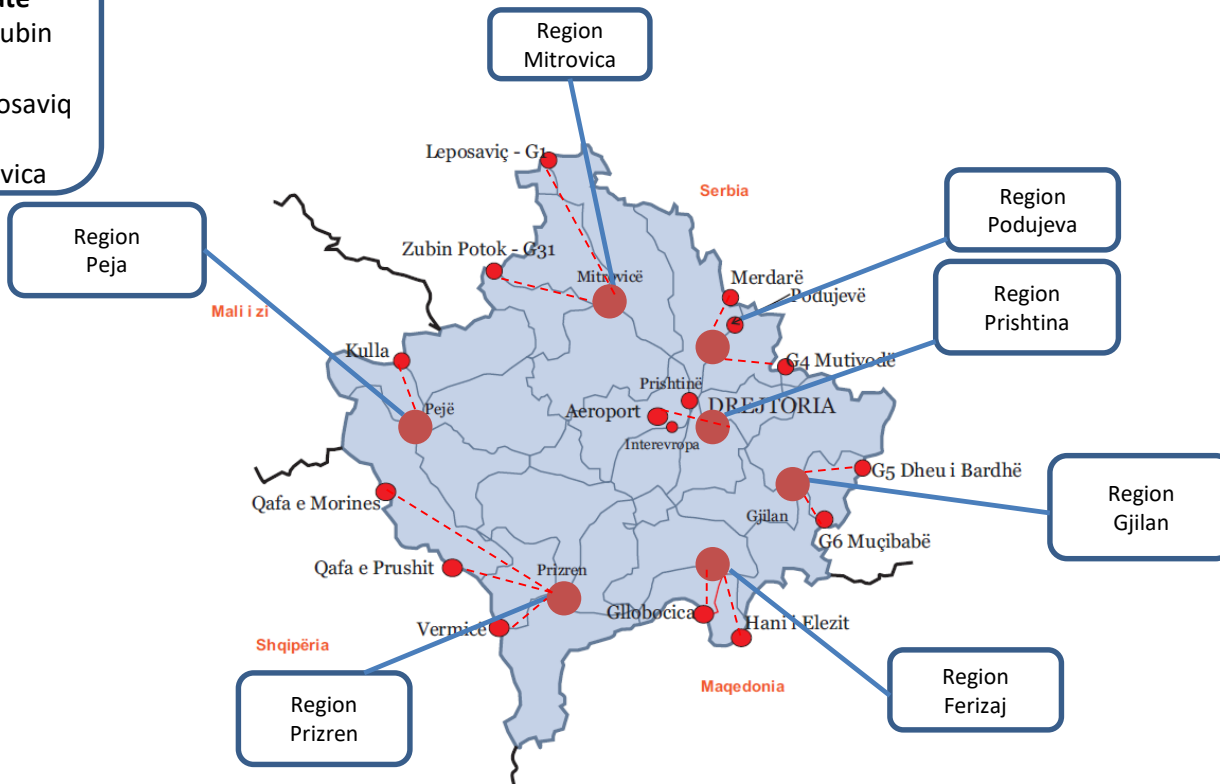 ubin
osaviq
vica
Region
Mitrovica
Leposaviç - G1
Serbia
Region
Podujeva
Region
Peja
Zubin Potok - G31
Mitrovicë
Merdarë
Podujevë
Region
Prishtina
Mali i zi
Kulla
G4 Mutivodë
Prishtinë
Pejë
Aeroport
DREJTORIA
Interevropa
G5 Dheu i Bardhë
Qafa e Morines
Gjilan
Region
Gjilan
G6 Muçibabë
Qafa e Prushit
Prizren
Gllobocica
Hani i Elezit
Vermicë
Shqipëria
Maqedonia
Region
Ferizaj
Region
Prizren